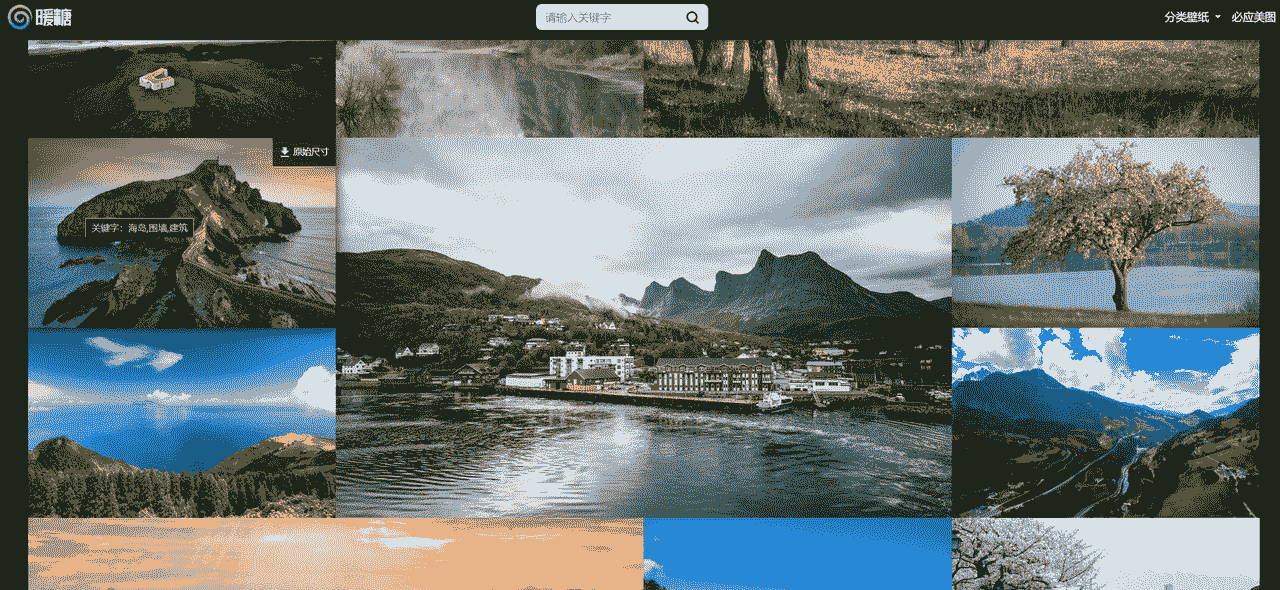 暖糖
请输入关键字
分类壁纸
必应美图
原始尺寸
关键字：海岛,围墙,建筑